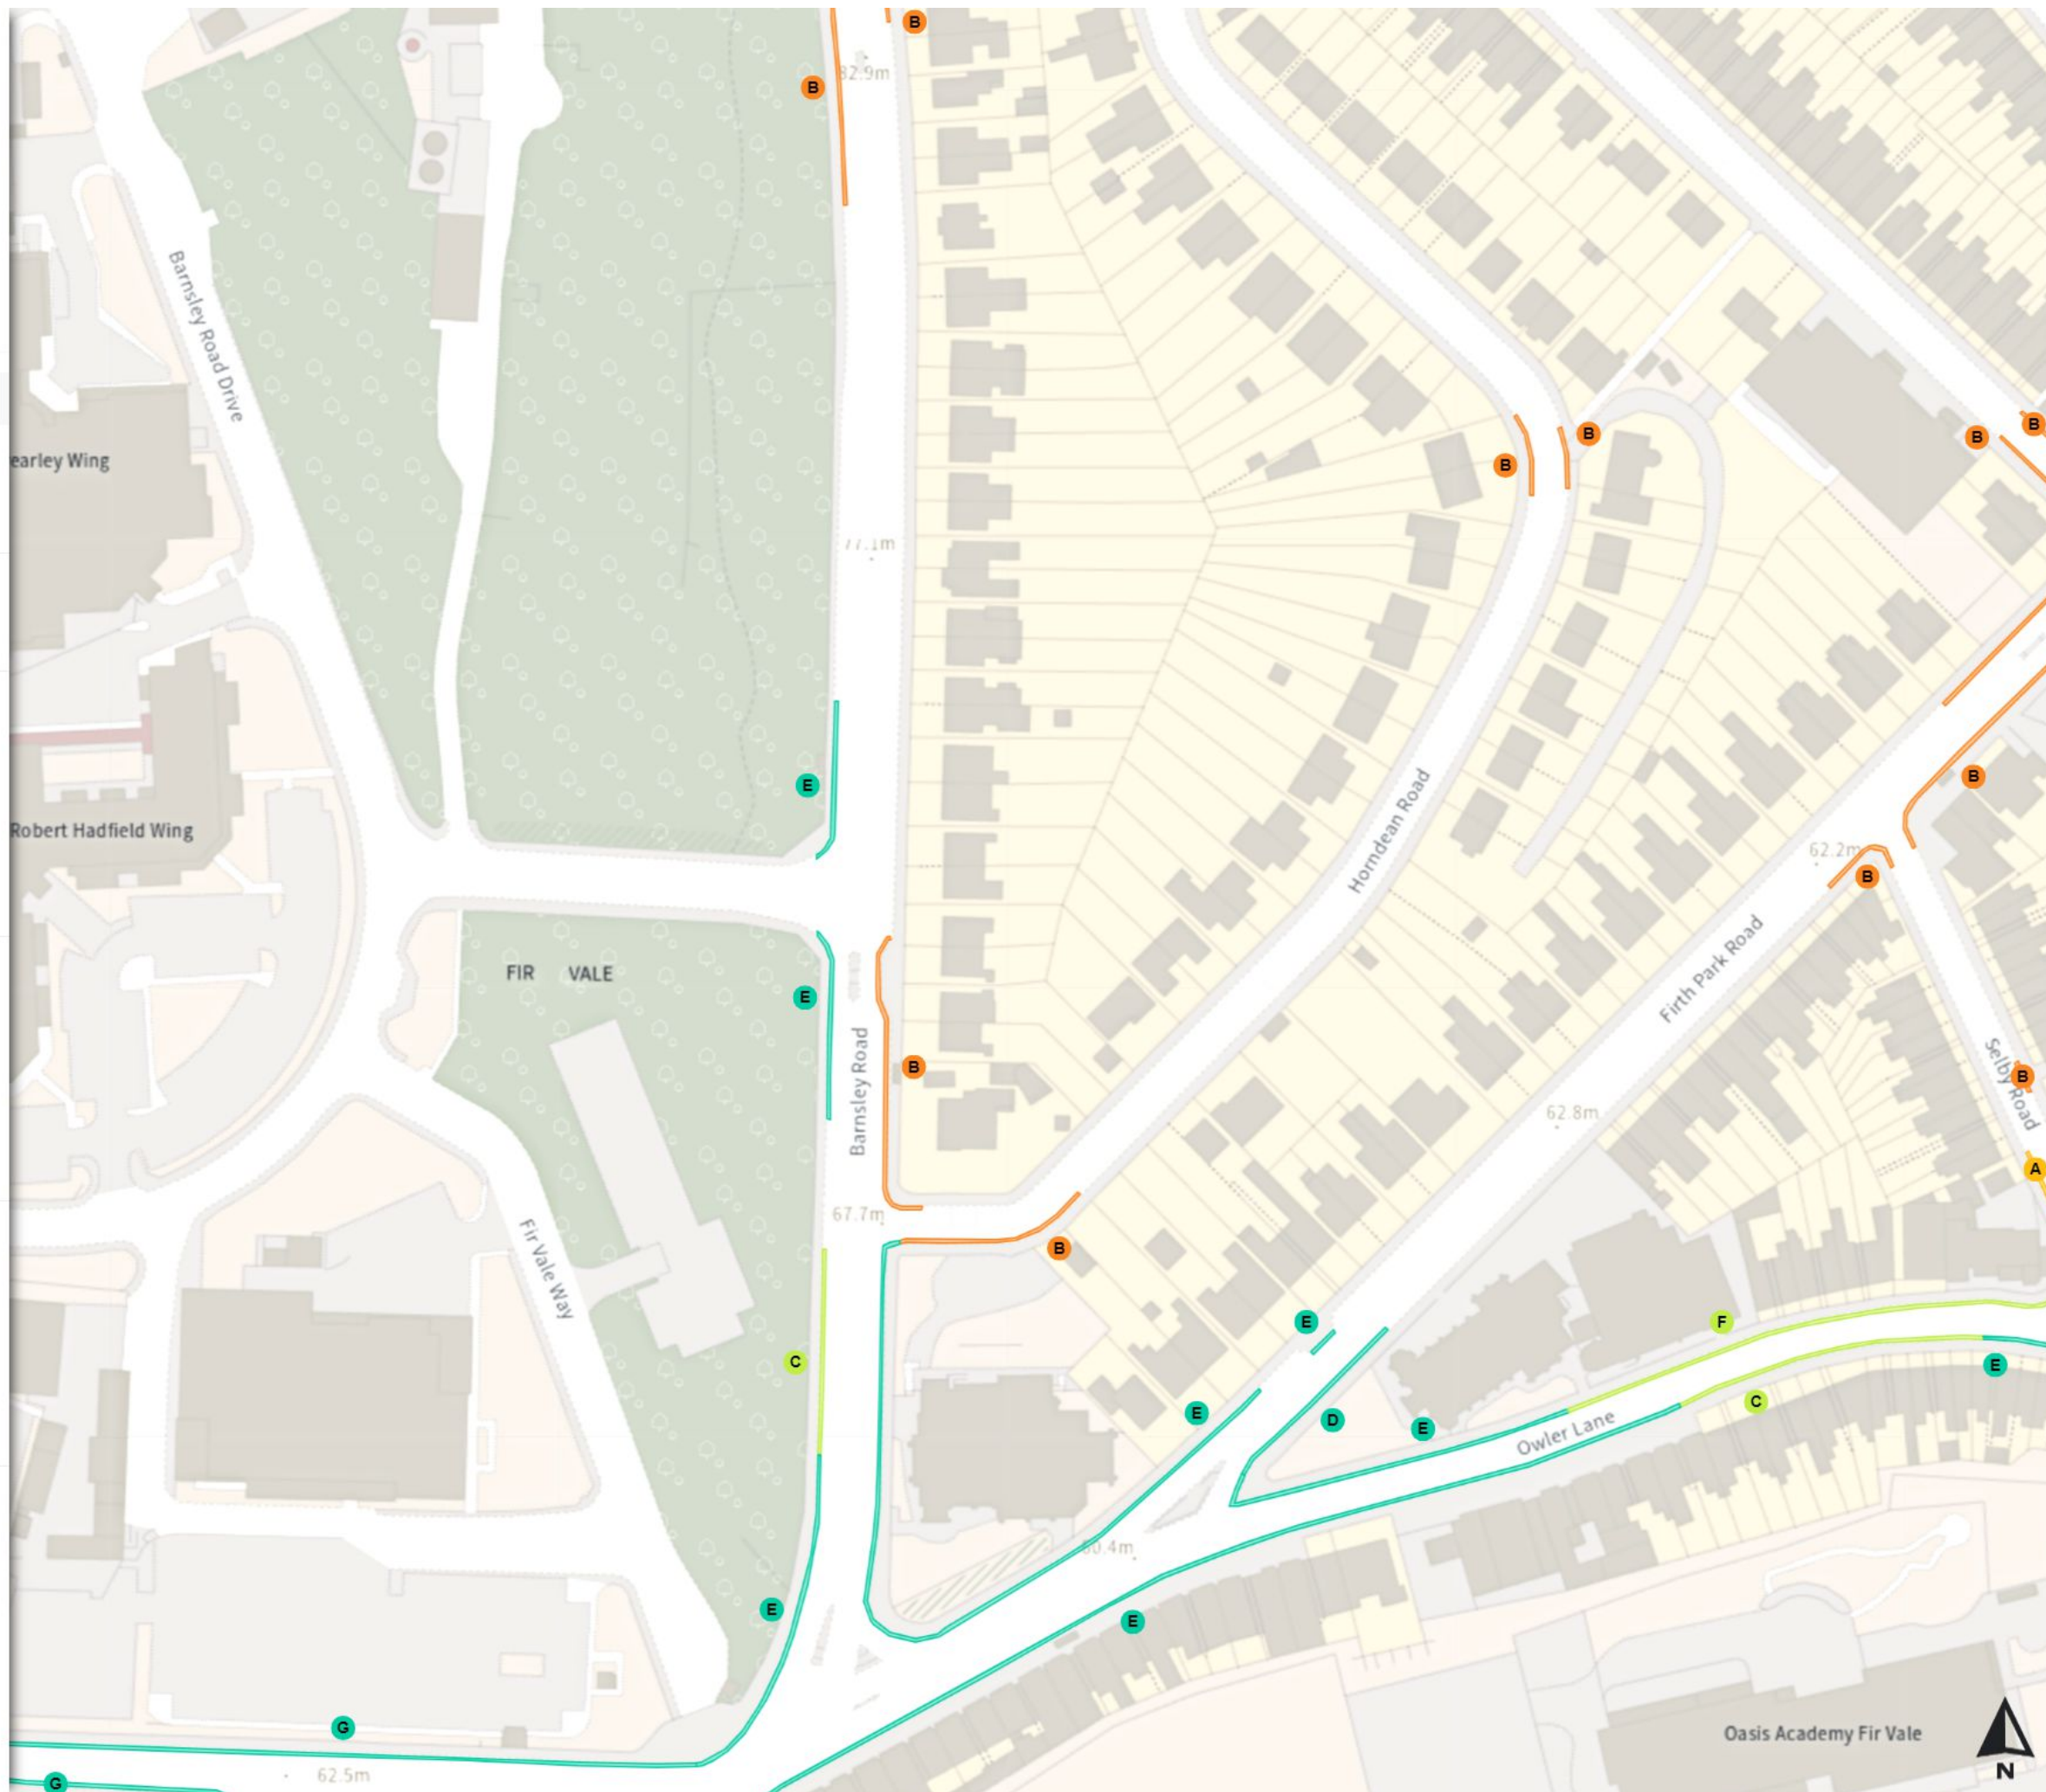 B
82.9m
B
Barnsley Road Drive
B
B
B
B
earley Wing
77.1m
E
B
Horndean Road
Robert Hadfield Wing
62.2m
B
FIR VALE
E
Firth Park Road
Barnsley Road
B
Selby Road
B
62.8m
A
67.7m
B
Fir Vale Way
E
F
C
E
E
D
E
C
Owler Lane
60.4m
E
E
G
Oasis Academy Fir Vale
62.5m
G
N